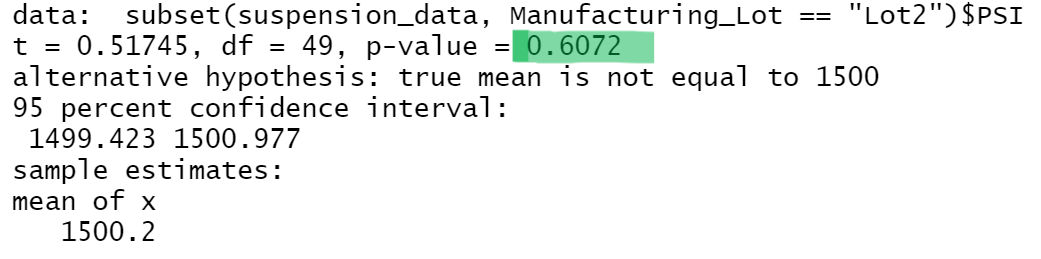 data:  subset(suspension_data, Manufacturing_Lot == "Lot2")$PSI
t = 0.51745, df = 49, p-value = 0.6072
alternative hypothesis: true mean is not equal to 1500
95 percent confidence interval:
 1499.423 1500.977
sample estimates:
mean of x
   1500.2